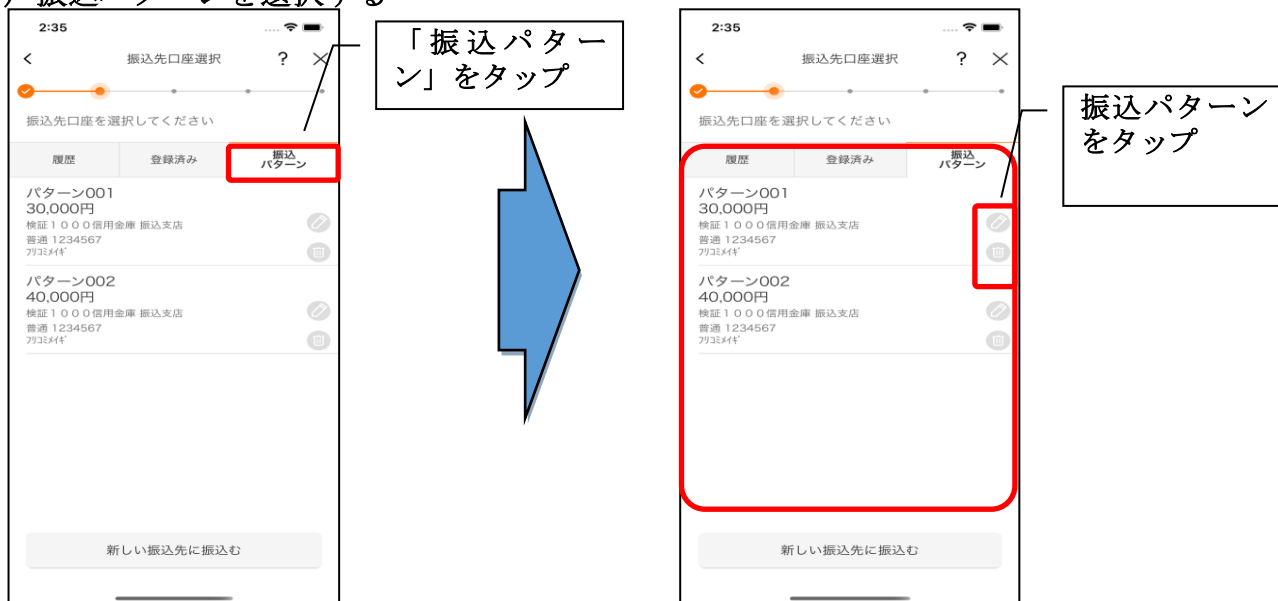 振込パターンを選択する
2:35
振込先口座選択 ?
振込先口座を選択してください
履歴 登録済み 振込
パターン
パターン001
30,000円
検証1000信用金庫 振込支店
普通 1234567
フリコミメイギ
パターン002
40,000円
検証1000信用金庫 振込支店
普通 1234567
フリコミメイギ
新しい振込先に振込む
「振込パター
ン」をタップ
2:35
振込先口座選択 ?
振込先口座を選択してください
履歴 登録済み 振込
パターン
パターン001
30,000円
検証1000信用金庫 振込支店
普通 1234567
フリコミメイギ
パターン002
40,000円
検証1000信用金庫 振込支店
普通 1234567
フリコミメイギ
新しい振込先に振込む
振込パターン
をタップ